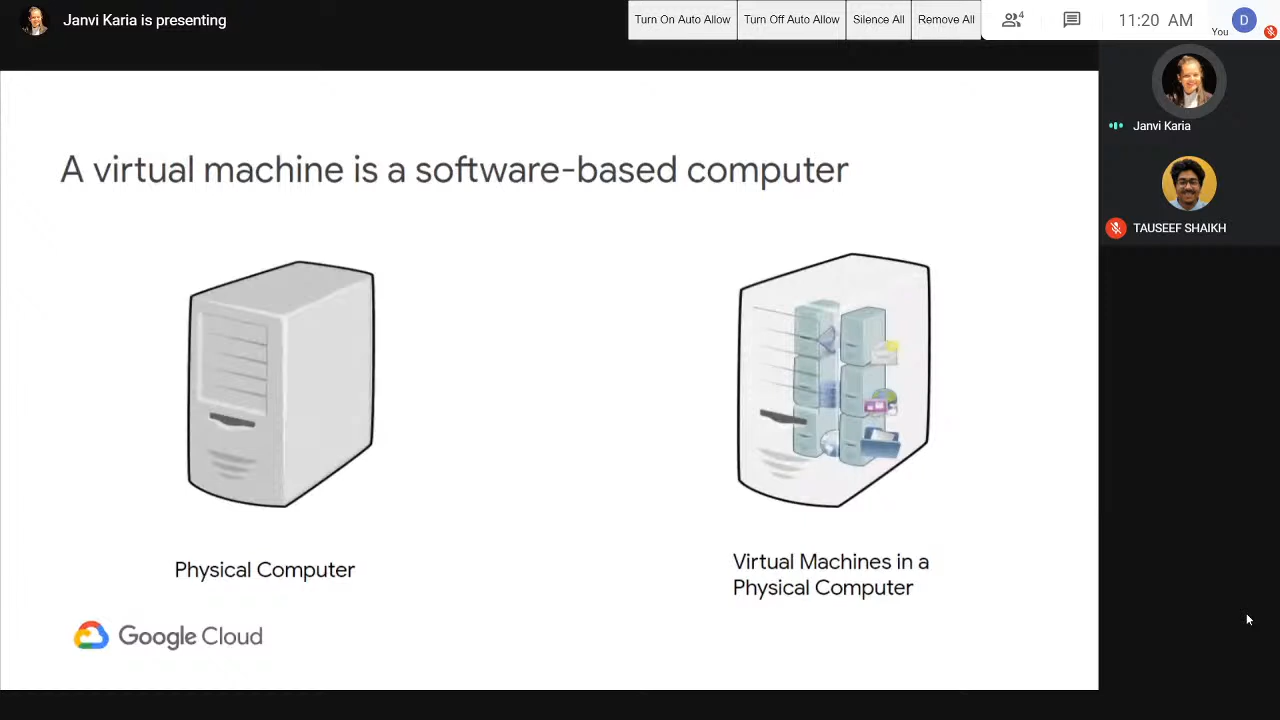 Janvi Karia is presenting
Turn On Auto Allow
Turn Off Auto Allow
Silence All
Remove All
4
11:20 AM
You
D
Janvi Karia
TAUSEEF SHAIKH
A virtual machine is a software-based computer
Physical Computer
Virtual Machines in a
Physical Computer
Google Cloud